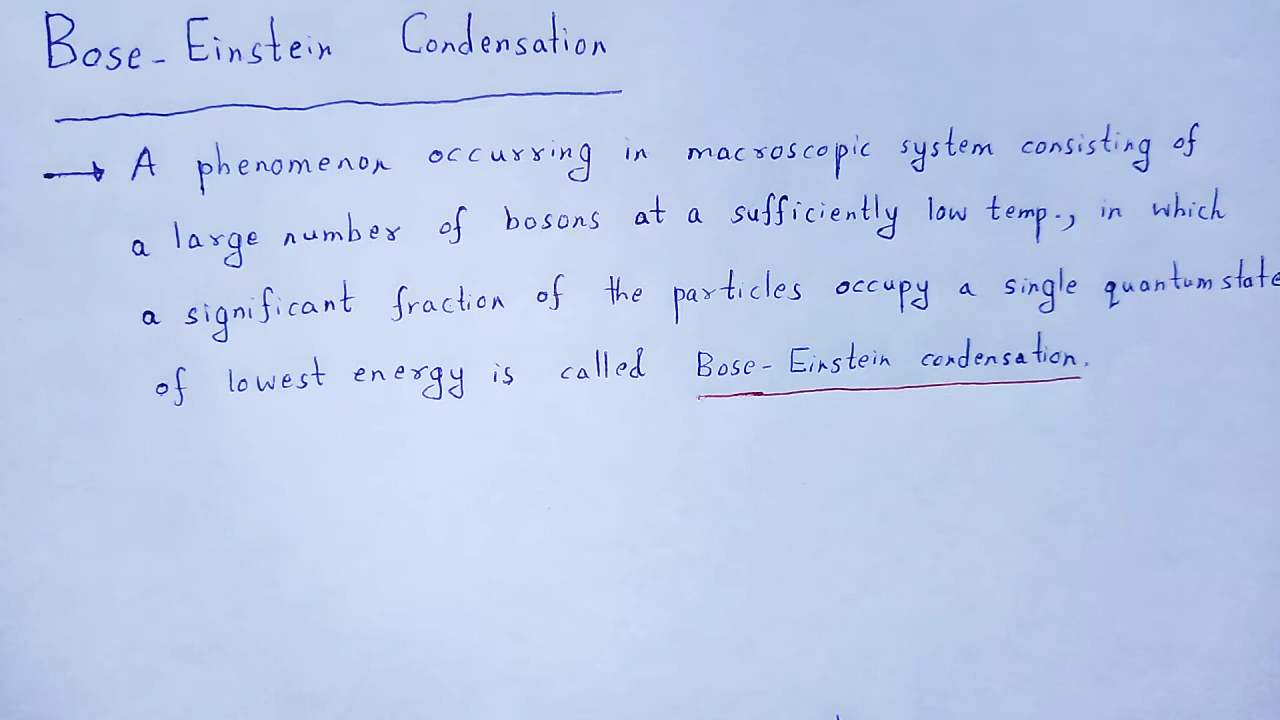 Bose-Einstein Condensation
→ A phenomenon occurring in macroscopic system consisting of
a large number of bosons at a sufficiently low temp., in which
a significant fraction of the particles occupy a single quantum state
of lowest energy is called Bose-Einstein condensation.